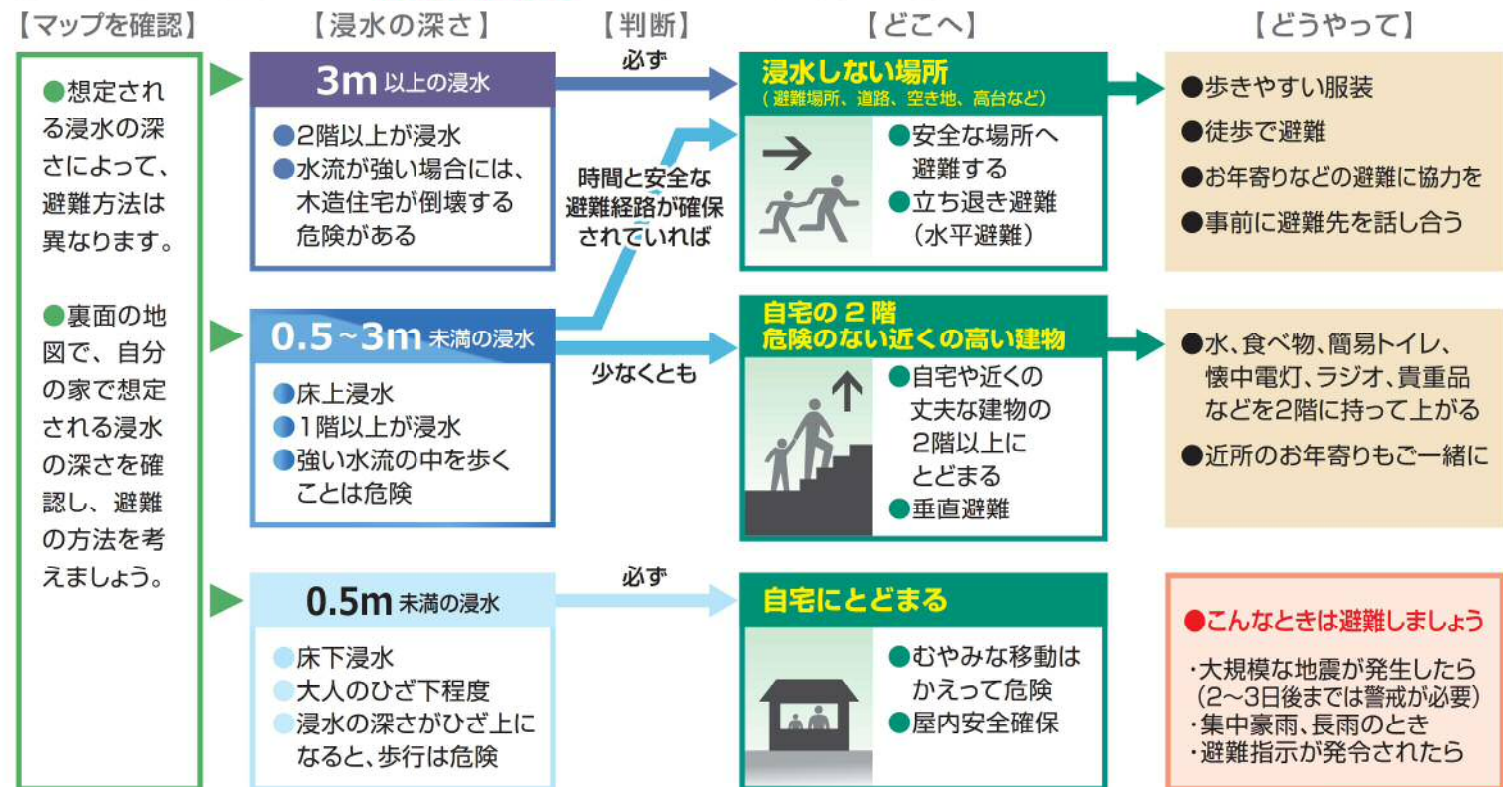 【マップを確認】
【浸水の深さ】
【判断】
【どこへ】
【どうやって】
●想定され
る浸水の深
さによって、
避難方法は
異なります。
●裏面の地
図で、自分
の家で想定
される浸水
の深さを確
認し、避難
の方法を考
えましょう。
3m 以上の浸水
●2階以上が浸水
●水流が強い場合には、
木造住宅が倒壊する
危険がある
必ず
浸水しない場所
(避難場所、道路、空き地、高台など)
●安全な場所へ
避難する
●立ち退き避難
(水平避難)
●歩きやすい服装
●徒歩で避難
●お年寄りなどの避難に協力を
●事前に避難先を話し合う
0.5~3m 未満の浸水
●床上浸水
●1階以上が浸水
●強い水流の中を歩く
ことは危険
時間と安全な
避難経路が確保
されていれば
少なくとも
自宅の2階
危険のない近くの高い建物
●自宅や近くの
丈夫な建物の
2階以上に
とどまる
●垂直避難
●水、食べ物、簡易トイレ、
懐中電灯、ラジオ、貴重品
などを2階に持って上がる
●近所のお年寄りもご一緒に
0.5m 未満の浸水
●床下浸水
●大人のひざ下程度
●浸水の深さがひざ上に
なると、歩行は危険
必ず
自宅にとどまる
●むやみな移動は
かえって危険
●屋内安全確保
●こんなときは避難しましょう
・大規模な地震が発生したら
(2〜3日後までは警戒が必要)
・集中豪雨、長雨のとき
・避難指示が発令されたら